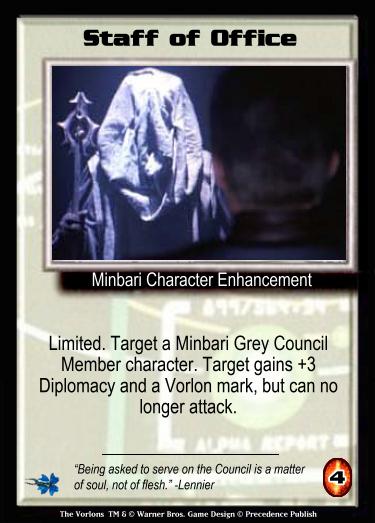 Staff of Office
Minbari Character Enhancement
Limited. Target a Minbari Grey Council
Member character. Target gains +3
Diplomacy and a Vorlon mark, but can no
longer attack.
ALPHA REPORT
“Being asked to serve on the Council is a matter
of soul, not of flesh.” -Lennier
4
The Vorlons TM & © Warner Bros. Game Design © Precedence Publish